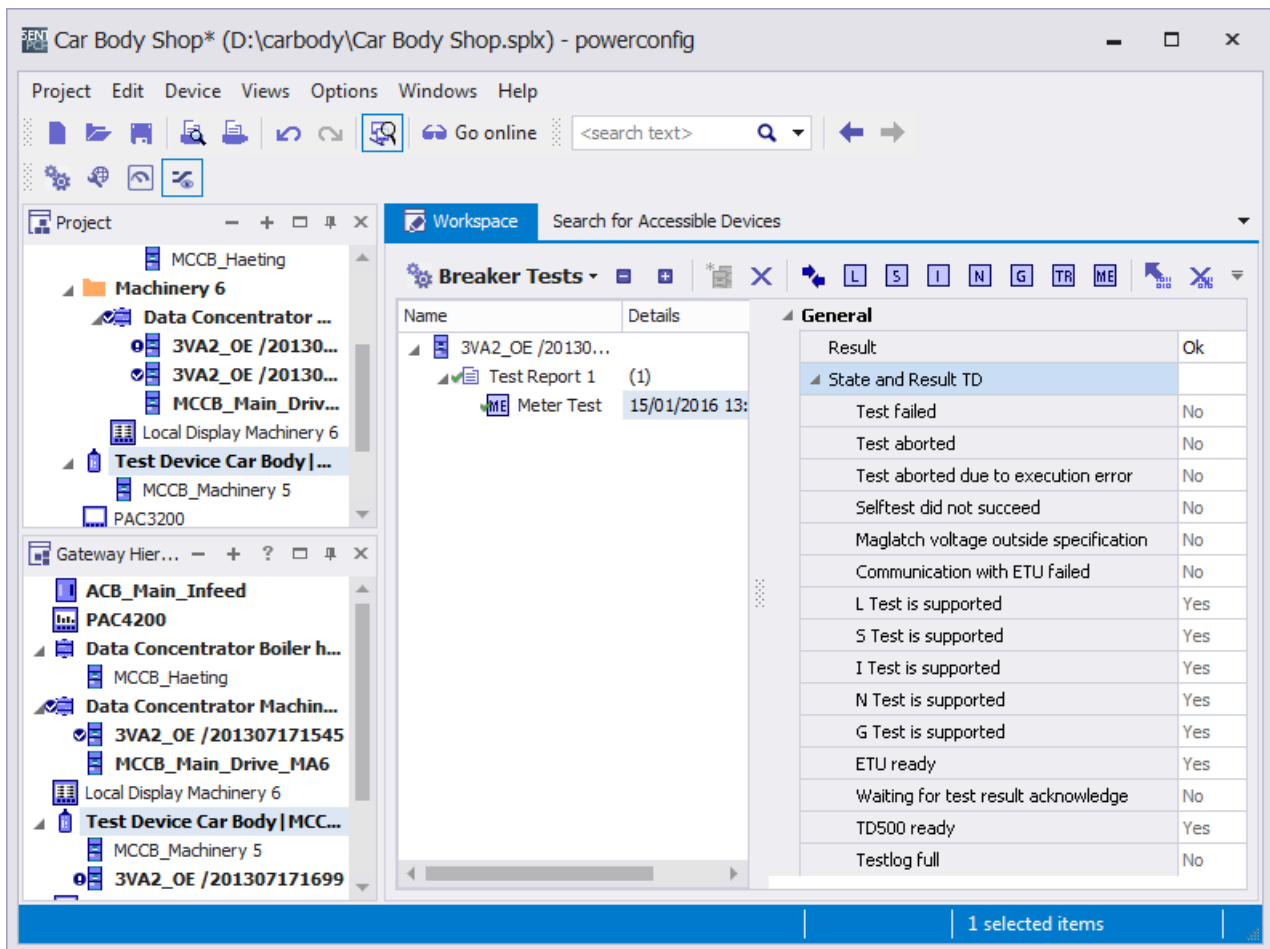 SENT PCF Car Body Shop* (D:\carbody\Car Body Shop.splx) - powerconfig
Project Edit Device Views Options Windows Help
Go online <search text>
Project
MCCB_Haeting
Machinery 6
Data Concentrator ...
3VA2_OE /20130...
3VA2_OE /20130...
MCCB_Main_Driv...
Local Display Machinery 6
Test Device Car Body|...
MCCB_Machinery 5
PAC3200
Gateway Hier... ?
ACB_Main_Infeed
PAC4200
Data Concentrator Boiler h...
MCCB_Haeting
Data Concentrator Machin...
3VA2_OE /201307171545
MCCB_Main_Drive_MA6
Local Display Machinery 6
Test Device Car Body|MCC...
MCCB_Machinery 5
3VA2_OE /201307171699
Workspace Search for Accessible Devices
Breaker Tests L S I N G TR ME
Name Details
3VA2_OE /20130...
Test Report 1 (1)
ME Meter Test 15/01/2016 13:
General
Result Ok
State and Result TD
Test failed No
Test aborted No
Test aborted due to execution error No
Selftest did not succeed No
Maglatch voltage outside specification No
Communication with ETU failed No
L Test is supported Yes
S Test is supported Yes
I Test is supported Yes
N Test is supported Yes
G Test is supported Yes
ETU ready Yes
Waiting for test result acknowledge No
TD500 ready Yes
Testlog full No
1 selected items